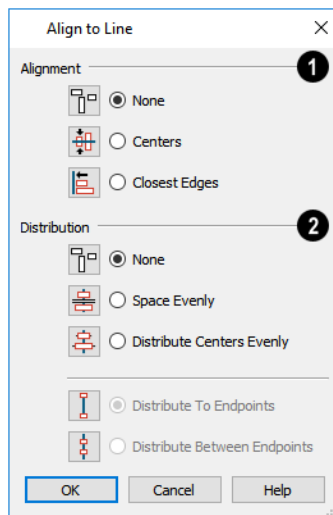 Align to Line
Alignment 1
None
Centers
Closest Edges
Distribution 2
None
Space Evenly
Distribute Centers Evenly
Distribute To Endpoints
Distribute Between Endpoints
OK Cancel Help